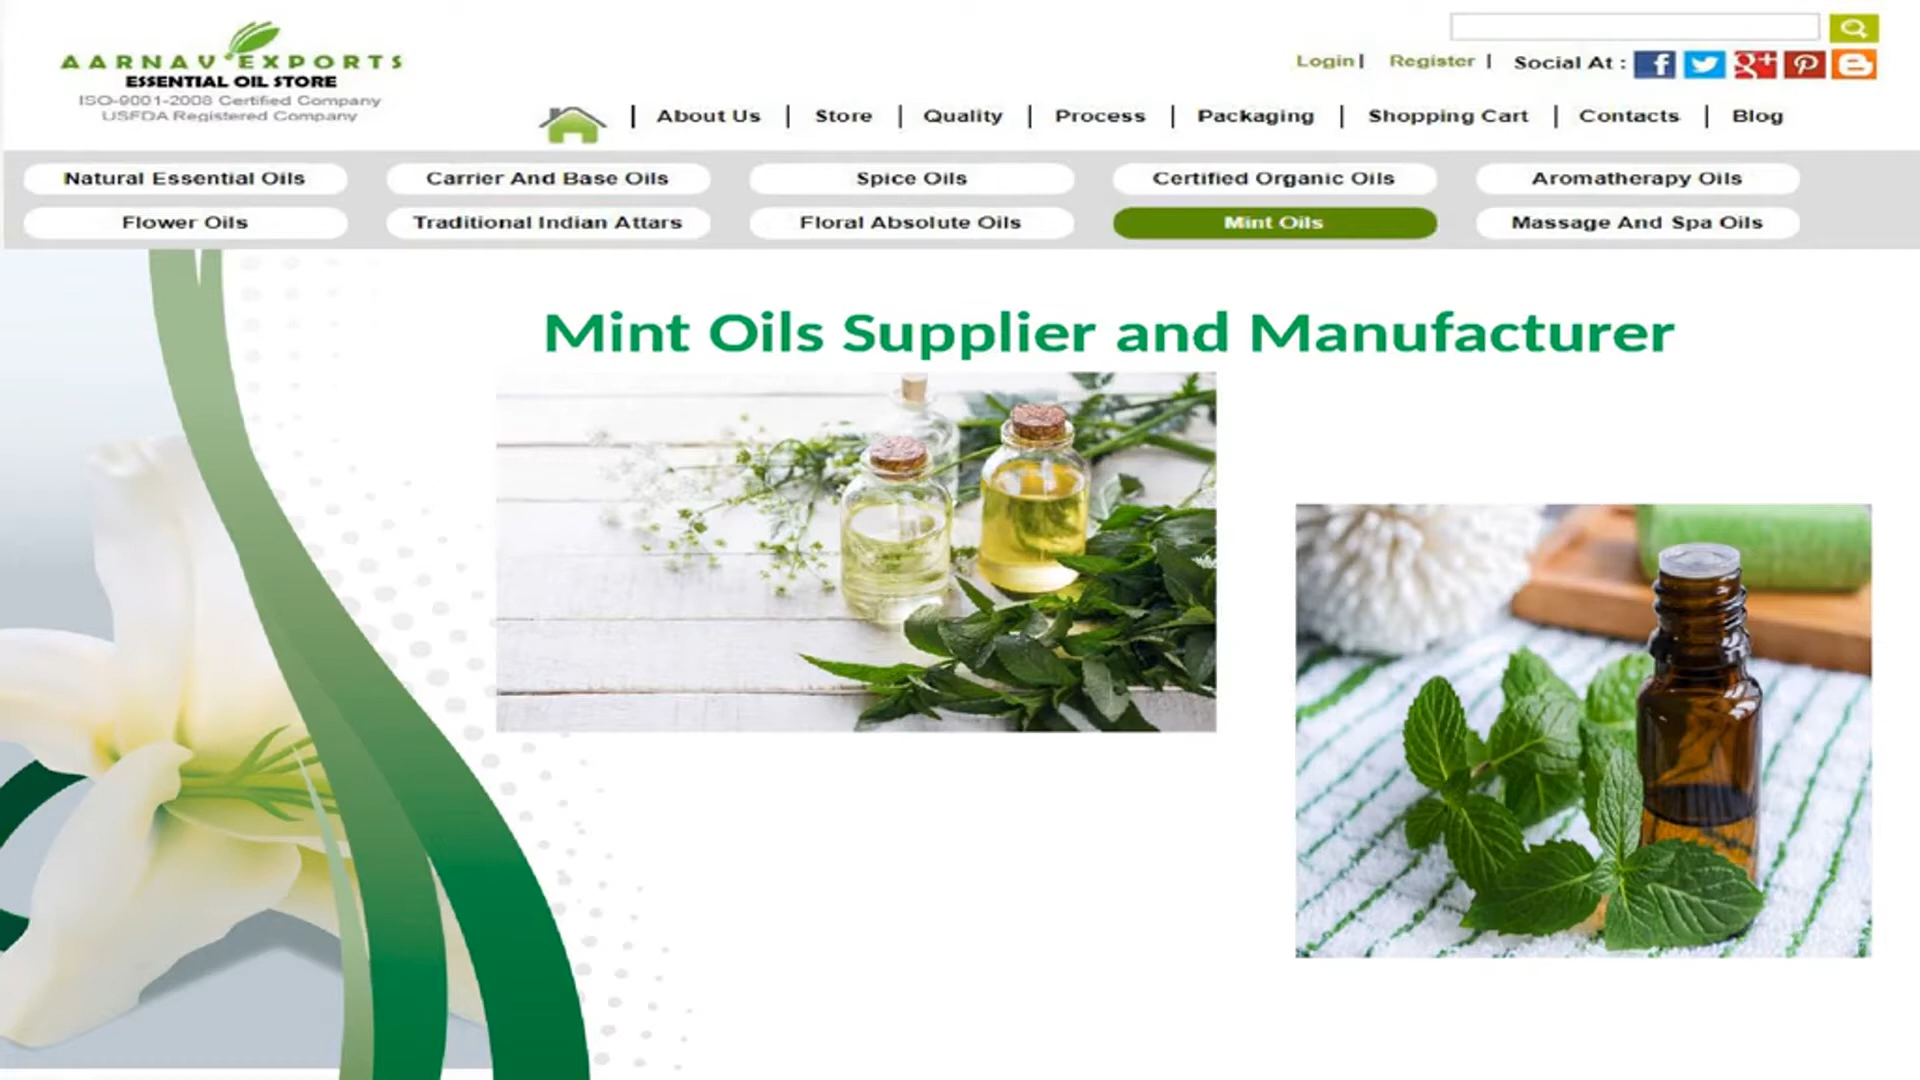 AARNAV EXPORTS
ESSENTIAL OIL STORE
ISO-9001-2008 Certified Company
USFDA Registered Company
Login | Register | Social At :
About Us | Store | Quality | Process | Packaging | Shopping Cart | Contacts | Blog
Natural Essential Oils Carrier And Base Oils Spice Oils Certified Organic Oils Aromatherapy Oils
Flower Oils Traditional Indian Attars Floral Absolute Oils Mint Oils Massage And Spa Oils
Mint Oils Supplier and Manufacturer